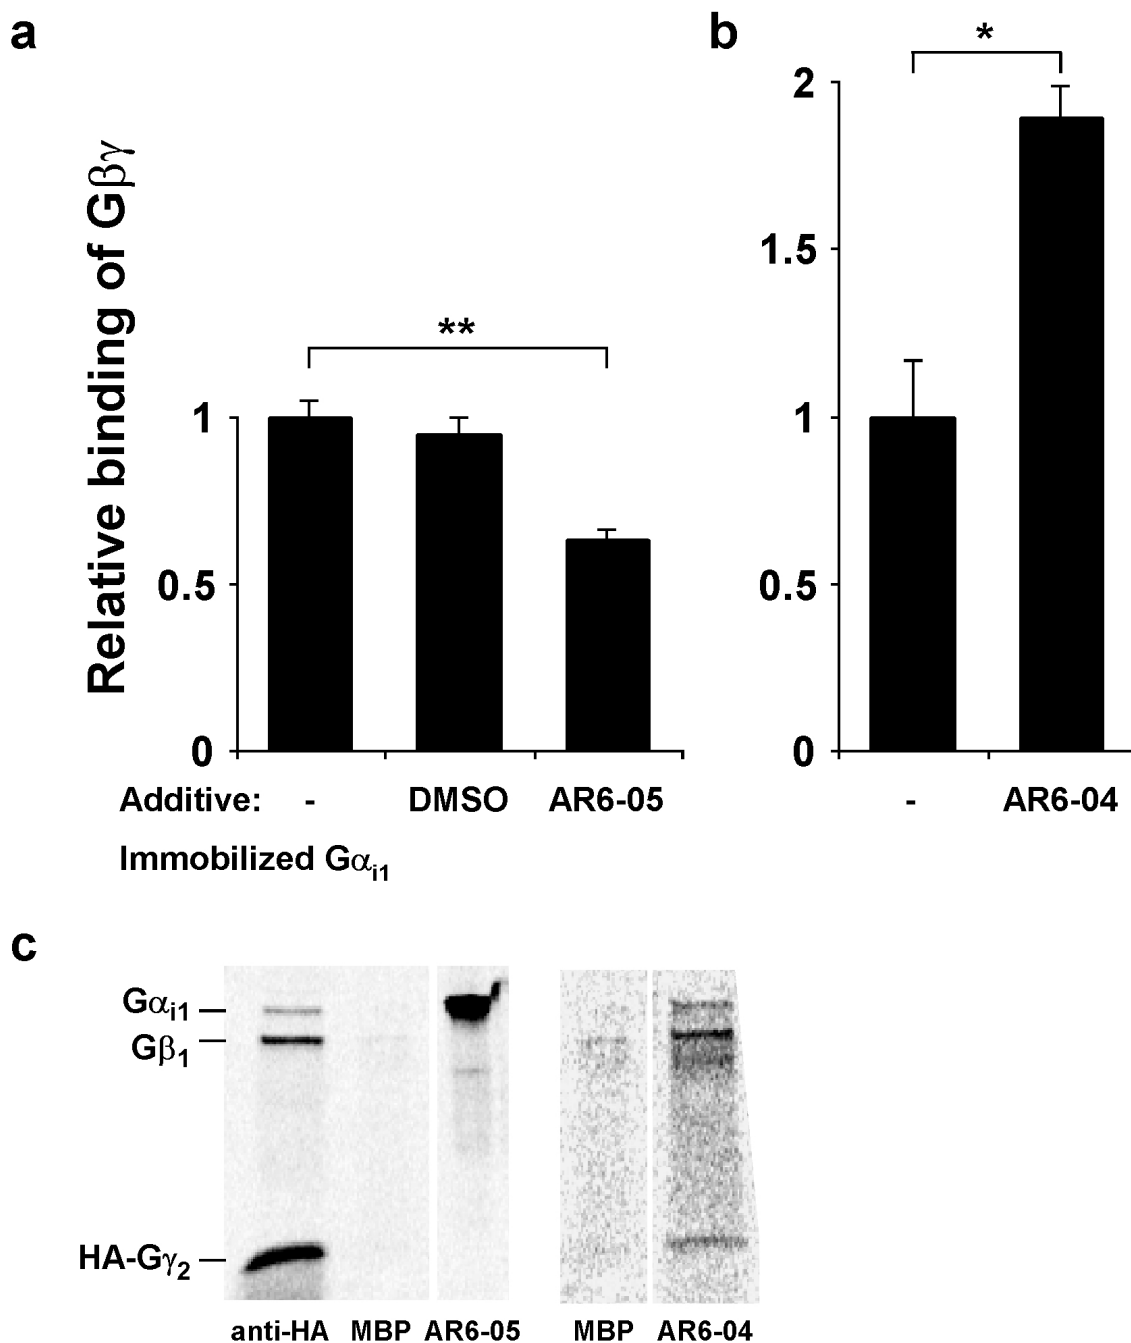 a
b
Relative binding of Gβγ
**
1
0.5
0
*
2
1.5
1
0.5
0
Additive: - DMSO AR6-05
- AR6-04
Immobilized Gαi1
c
Gαi1
Gβ1
HA-Gγ2
anti-HA MBP AR6-05 MBP AR6-04